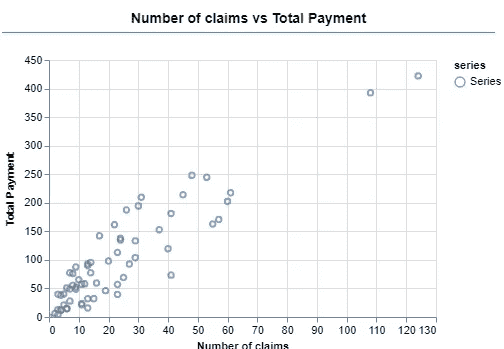 Number of claims vs Total Payment
series
Series
Total Payment
450
400
350
300
250
200
150
100
50
0
0 10 20 30 40 50 60 70 80 90 100 110 120 130
Number of claims